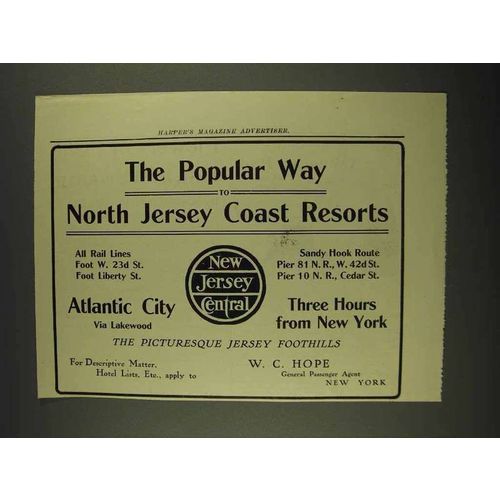 HARPER'S MAGAZINE ADVERTISER.
The Popular Way
TO
North Jersey Coast Resorts
All Rail Lines
Foot W. 23d St.
Foot Liberty St.
New
Jersey
Central
Sandy Hook Route
Pier 81 N. R., W. 42d St.
Pier 10 N. R., Cedar St.
Atlantic City
Via Lakewood
Three Hours
from New York
THE PICTURESQUE JERSEY FOOTHILLS
For Descriptive Matter,
Hotel Lists, Etc., apply to
W. C. HOPE
General Passenger Agent
NEW YORK